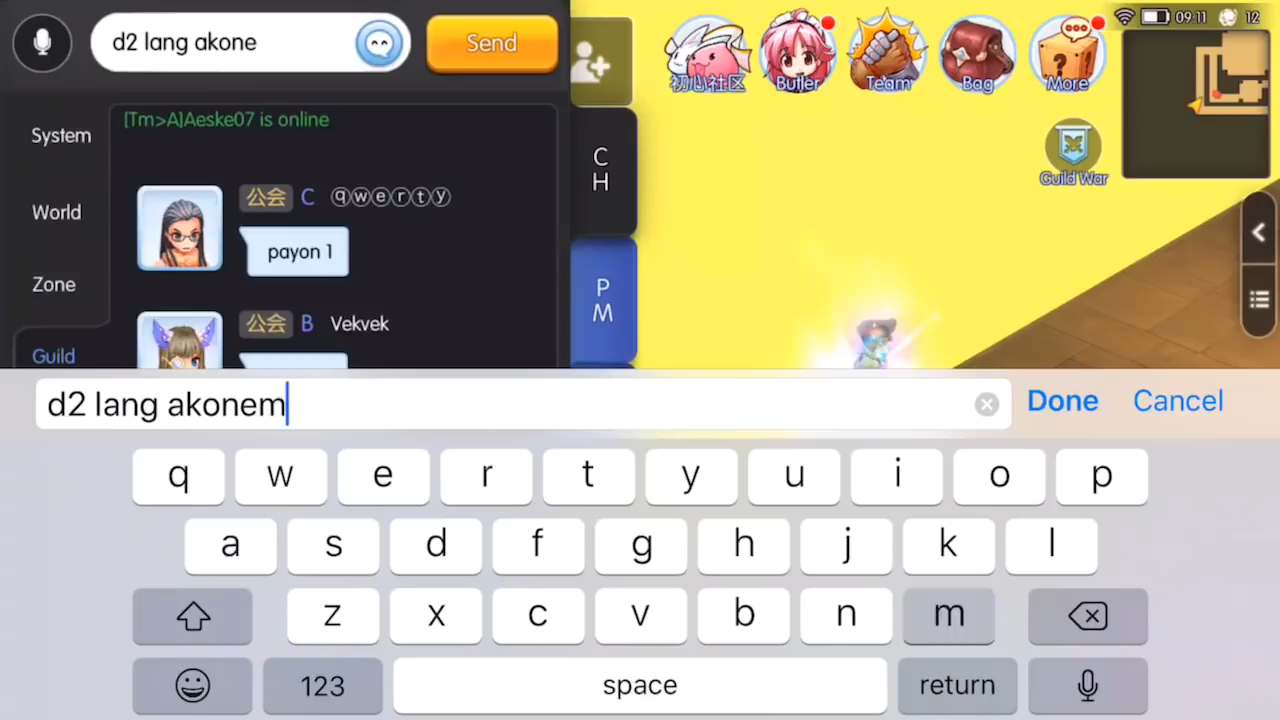 d2 lang akone
Send
System
World
Zone
Guild
[Tm>A]Aeske07 is online
公会 C ⓠⓦⓔⓡⓣⓨ
payon 1
公会 B Vekvek
C
H
P
M
初心社区
Butler
Team
Bag
More
09:11
12
Guild War
d2 lang akonem
Done
Cancel
q w e r t y u i o p
a s d f g h j k l
z x c v b n m
123
space
return